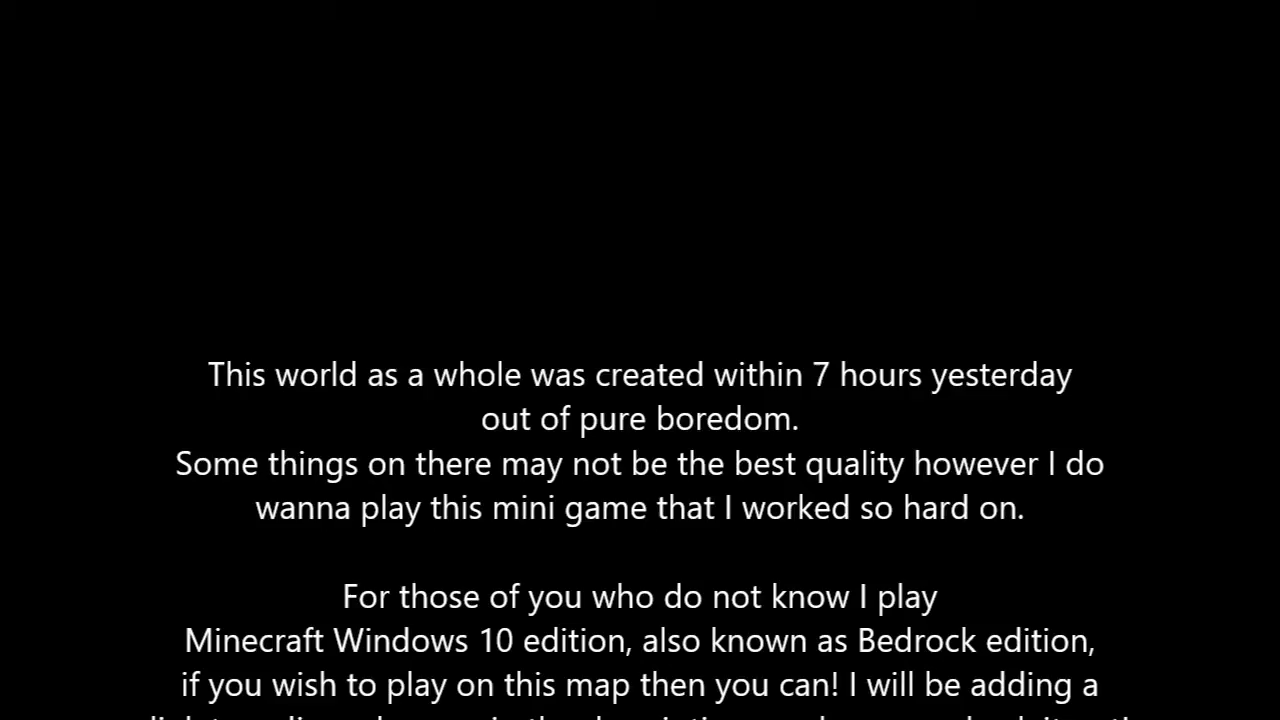 This world as a whole was created within 7 hours yesterday
out of pure boredom.
Some things on there may not be the best quality however I do
wanna play this mini game that I worked so hard on.
For those of you who do not know I play
Minecraft Windows 10 edition, also known as Bedrock edition,
if you wish to play on this map then you can! I will be adding a